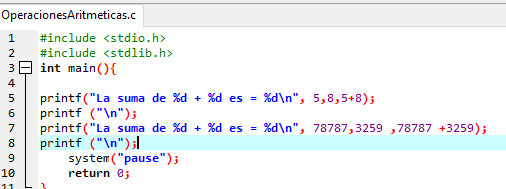 OperacionesAritmeticas.c
1 #include <stdio.h>
2 #include <stdlib.h>
3 int main(){
4
5 printf("La suma de %d + %d es = %d\n", 5,8,5+8);
6 printf ("\n");
7 printf("La suma de %d + %d es = %d\n", 78787,3259 ,78787 +3259);
8 printf ("\n");
9 system("pause");
10 return 0;
11 }